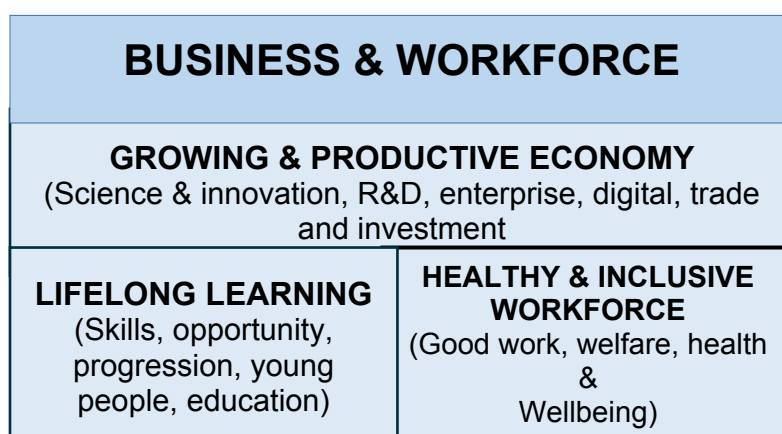 BUSINESS & WORKFORCE
GROWING & PRODUCTIVE ECONOMY
(Science & innovation, R&D, enterprise, digital, trade
and investment
LIFELONG LEARNING
(Skills, opportunity,
progression, young
people, education)
HEALTHY & INCLUSIVE
WORKFORCE
(Good work, welfare, health
&
Wellbeing)